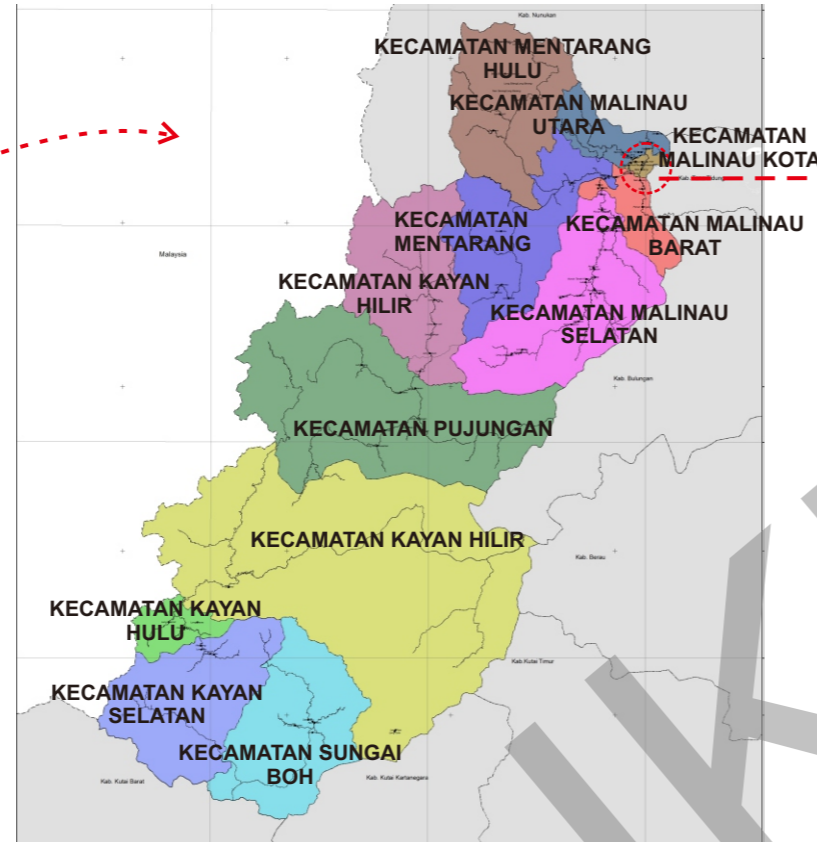 Kab. Nunukan
KECAMATAN MENTARANG
HULU
KECAMATAN MALINAU
UTARA
KECAMATAN
MALINAU KOTA
KECAMATAN
MENTARANG
KECAMATAN MALINAU
BARAT
Malaysia
KECAMATAN KAYAN
HILIR
KECAMATAN MALINAU
SELATAN
Kab. Bulungan
KECAMATAN PUJUNGAN
KECAMATAN KAYAN HILIR
Kab. Berau
KECAMATAN KAYAN
HULU
Kab Kutai Timur
KECAMATAN KAYAN
SELATAN
KECAMATAN SUNGAI
BOH
Kab. Kutai Barat
Kab. Kutai Kartanegara